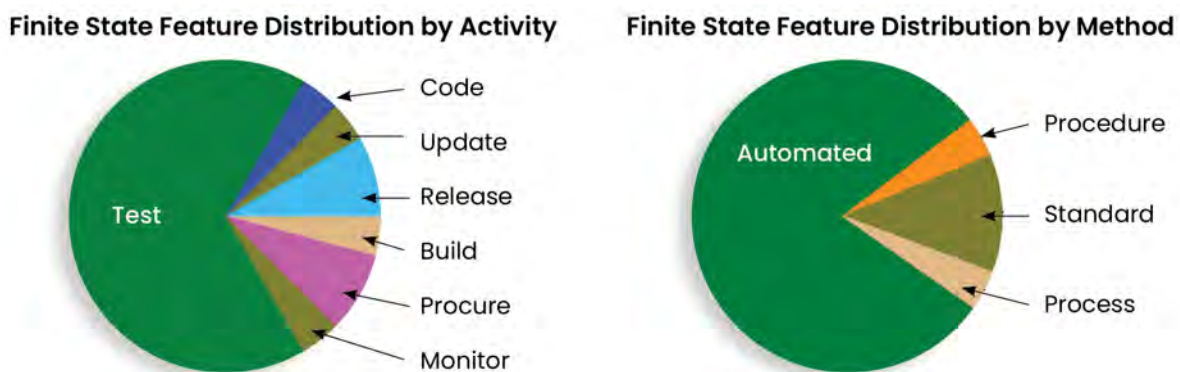 Finite State Feature Distribution by Activity
Test
Code
Update
Release
Build
Procure
Monitor
Finite State Feature Distribution by Method
Automated
Procedure
Standard
Process